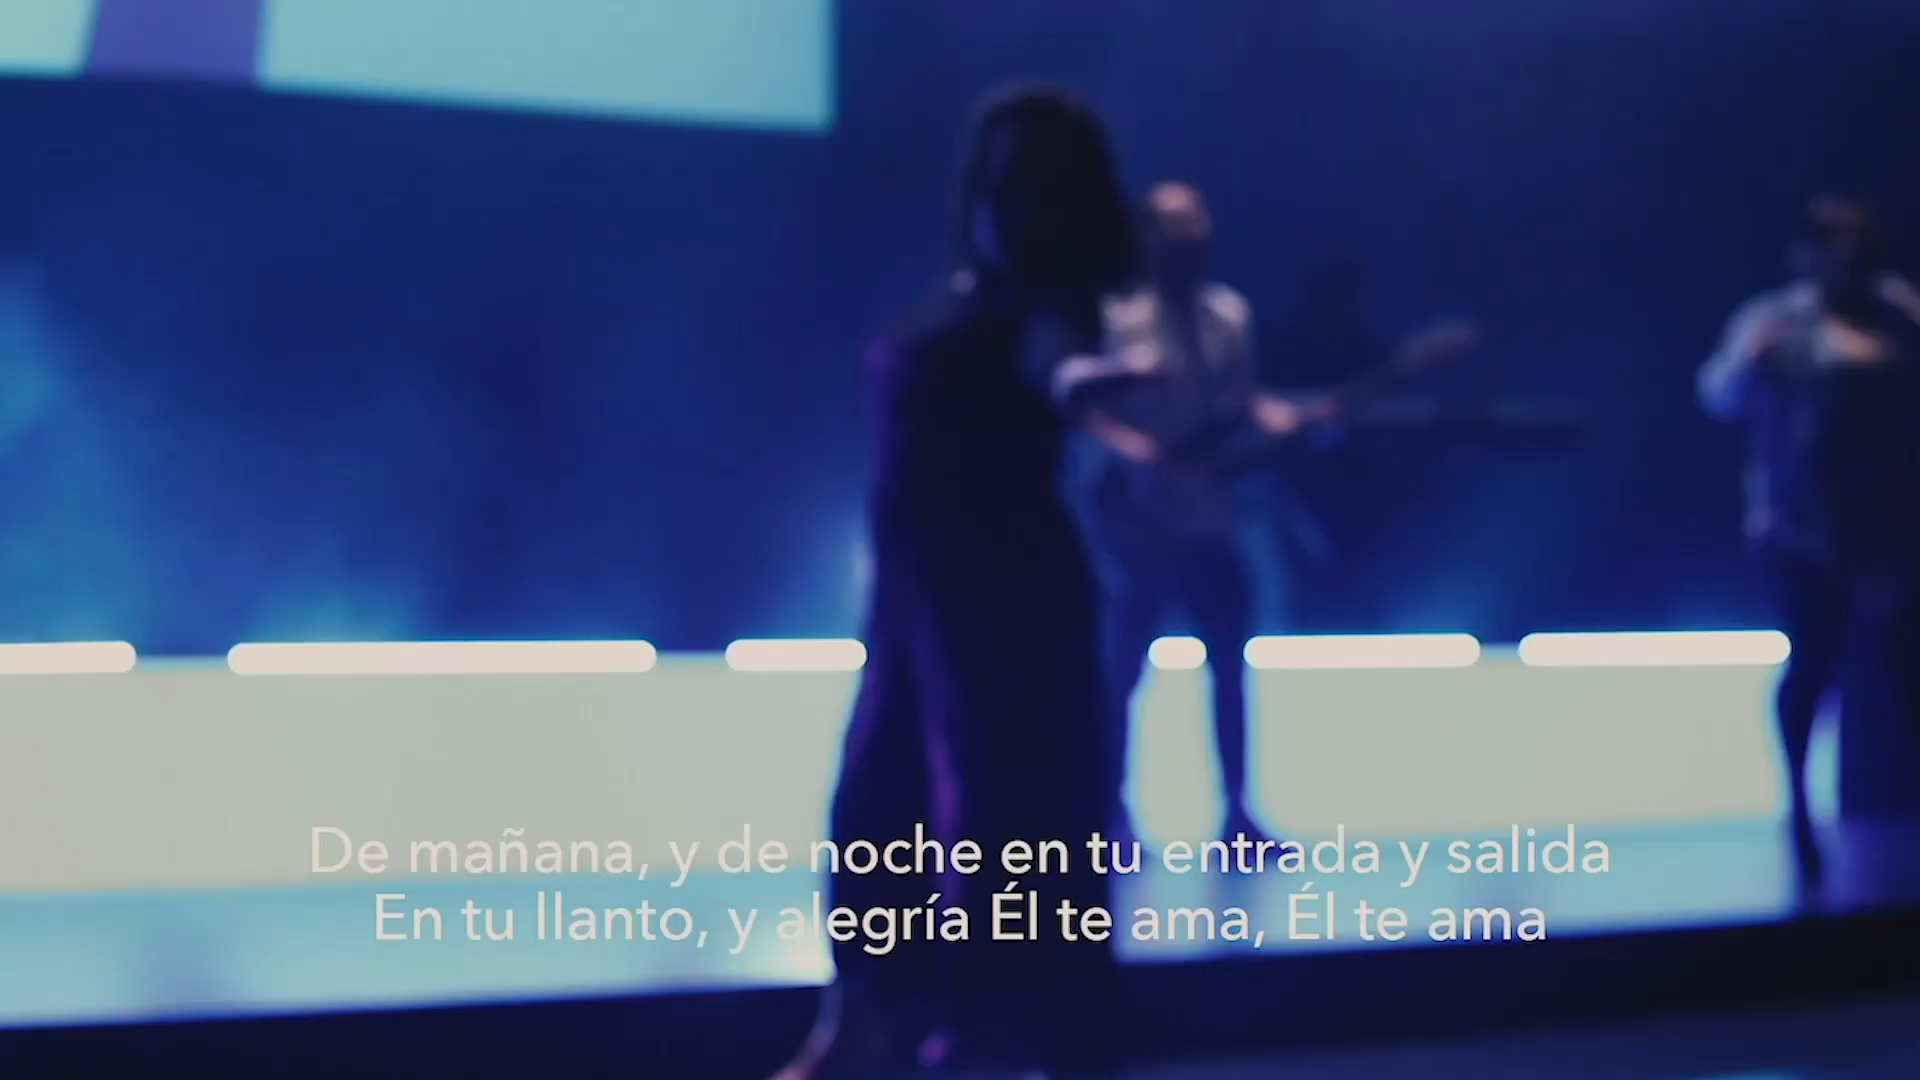 De mañana, y de noche en tu entrada y salida
En tu llanto, y alegría Él te ama, Él te ama